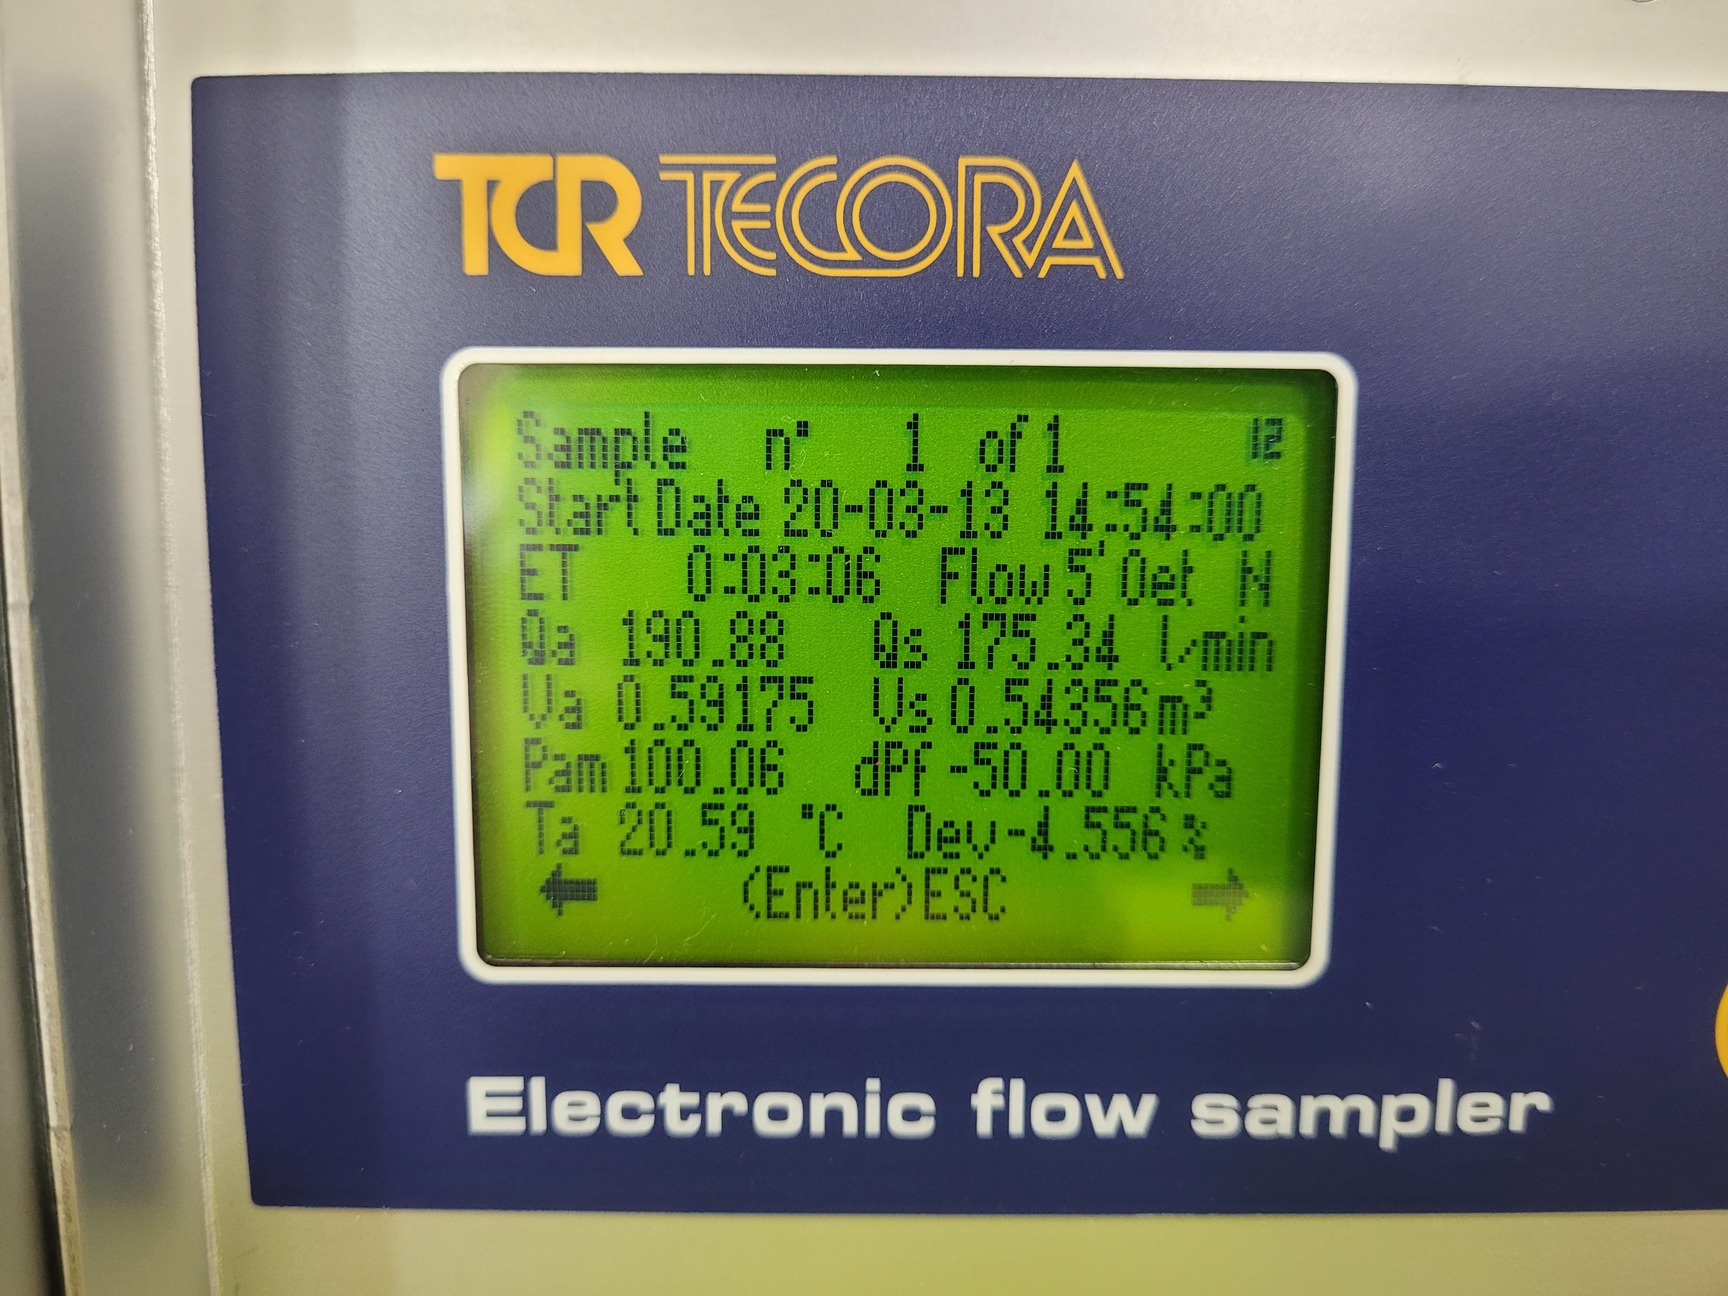 TCR TECORA
Sample n° 1 of 1 12
Start Date 20-03-13 14:54:00
ET 0:03:06 Flow 5' Det N
Qa 190.88 Qs 175.34 l/min
Va 0.59175 Vs 0.54356 m³
Pam 100.06 dPf -50.00 kPa
Ta 20.59 °C Dev -4.556 %
← (Enter) ESC →
Electronic flow sampler